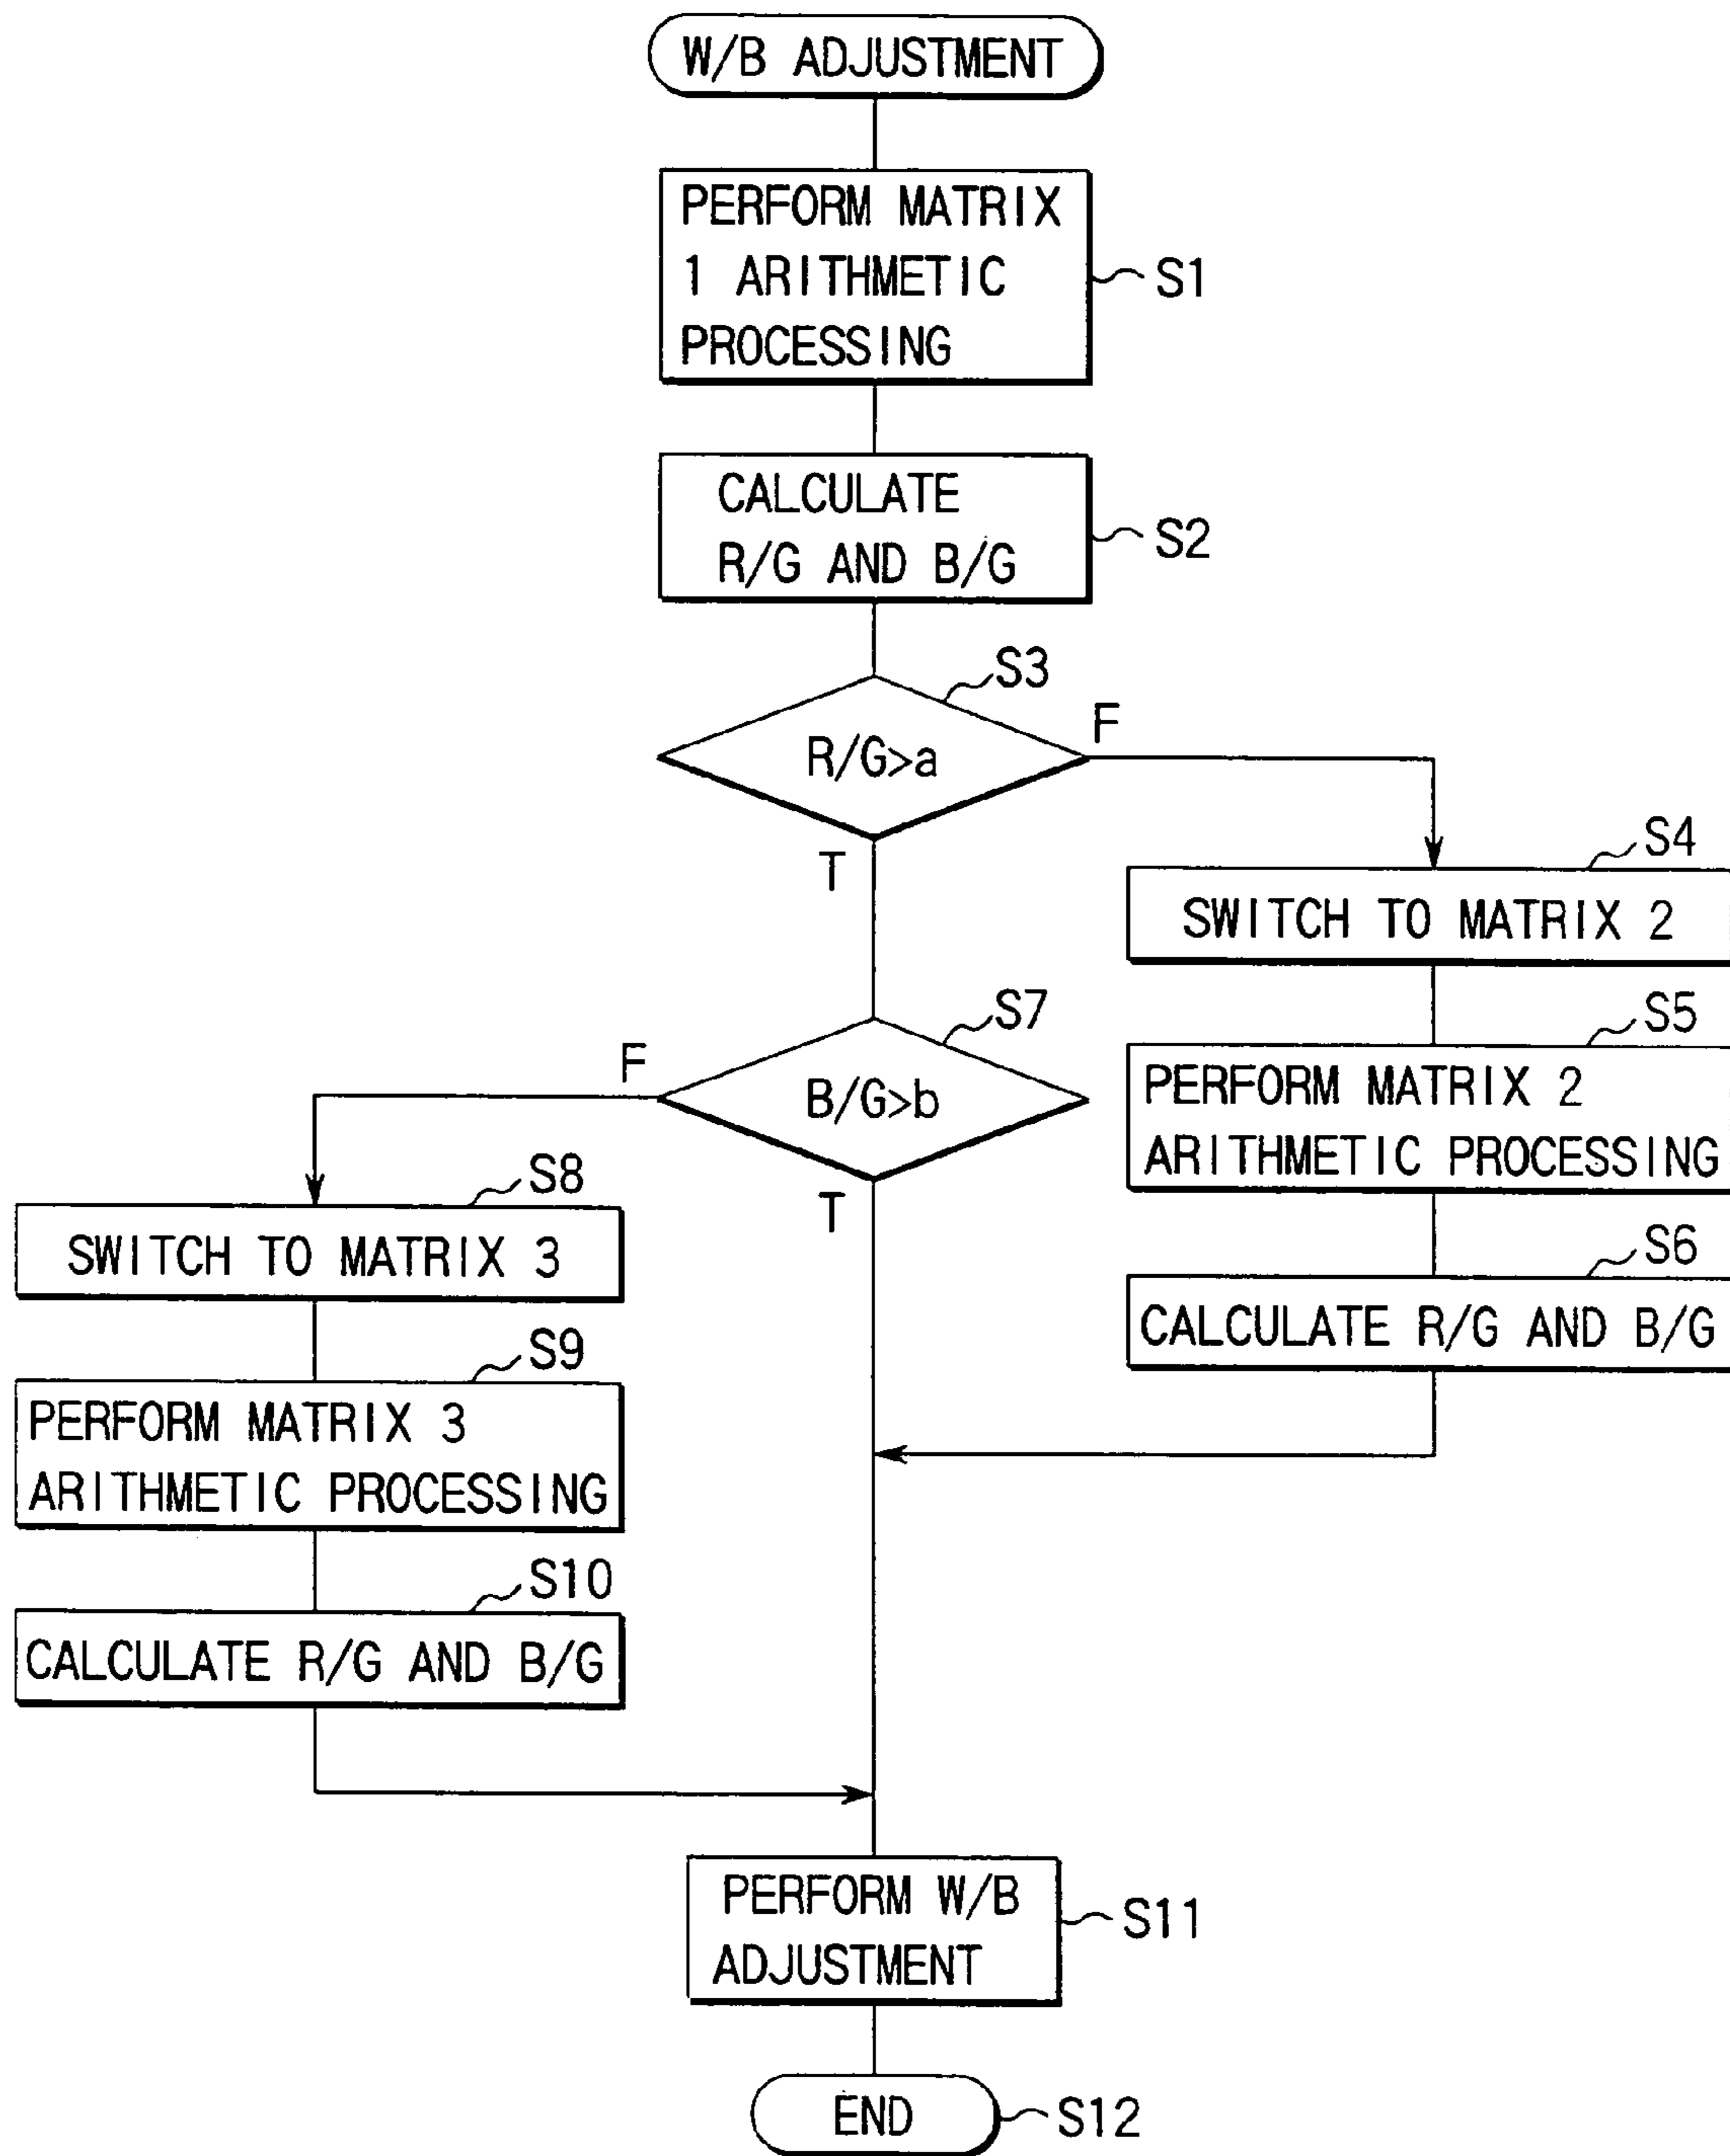 W/B ADJUSTMENT
PERFORM MATRIX
1 ARITHMETIC
PROCESSING
S1
CALCULATE
R/G AND B/G
S2
S3
R/G>a
F
T
S4
SWITCH TO MATRIX 2
S5
PERFORM MATRIX 2
ARITHMETIC PROCESSING
S6
CALCULATE R/G AND B/G
S7
B/G>b
F
T
S8
SWITCH TO MATRIX 3
S9
PERFORM MATRIX 3
ARITHMETIC PROCESSING
S10
CALCULATE R/G AND B/G
PERFORM W/B
ADJUSTMENT
S11
END
S12